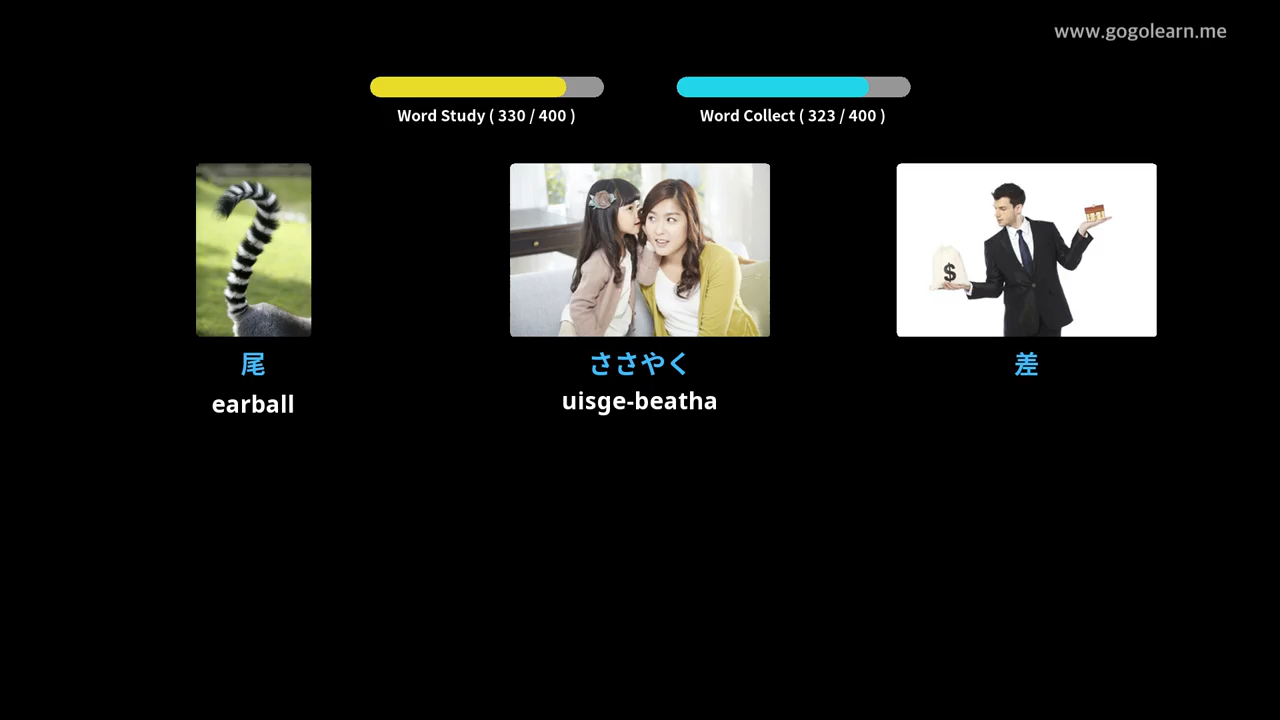 www.gogolearn.me
Word Study ( 330 / 400 )
Word Collect ( 323 / 400 )
$
尾
ささやく
差
earball
uisge-beatha